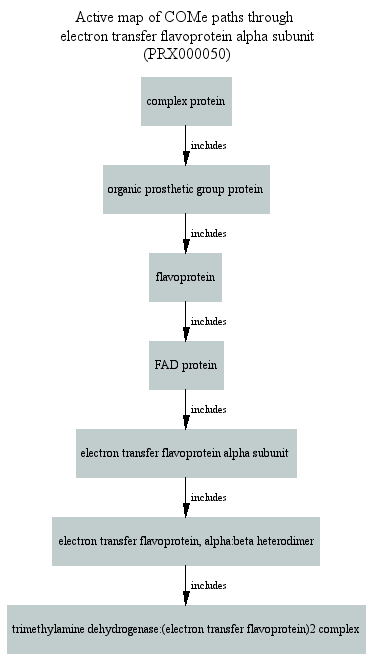 Active map of COMe paths through
electron transfer flavoprotein alpha subunit
(PRX000050)
complex protein
includes
organic prosthetic group protein
includes
flavoprotein
includes
FAD protein
includes
electron transfer flavoprotein alpha subunit
includes
electron transfer flavoprotein, alpha:beta heterodimer
includes
trimethylamine dehydrogenase:(electron transfer flavoprotein)2 complex